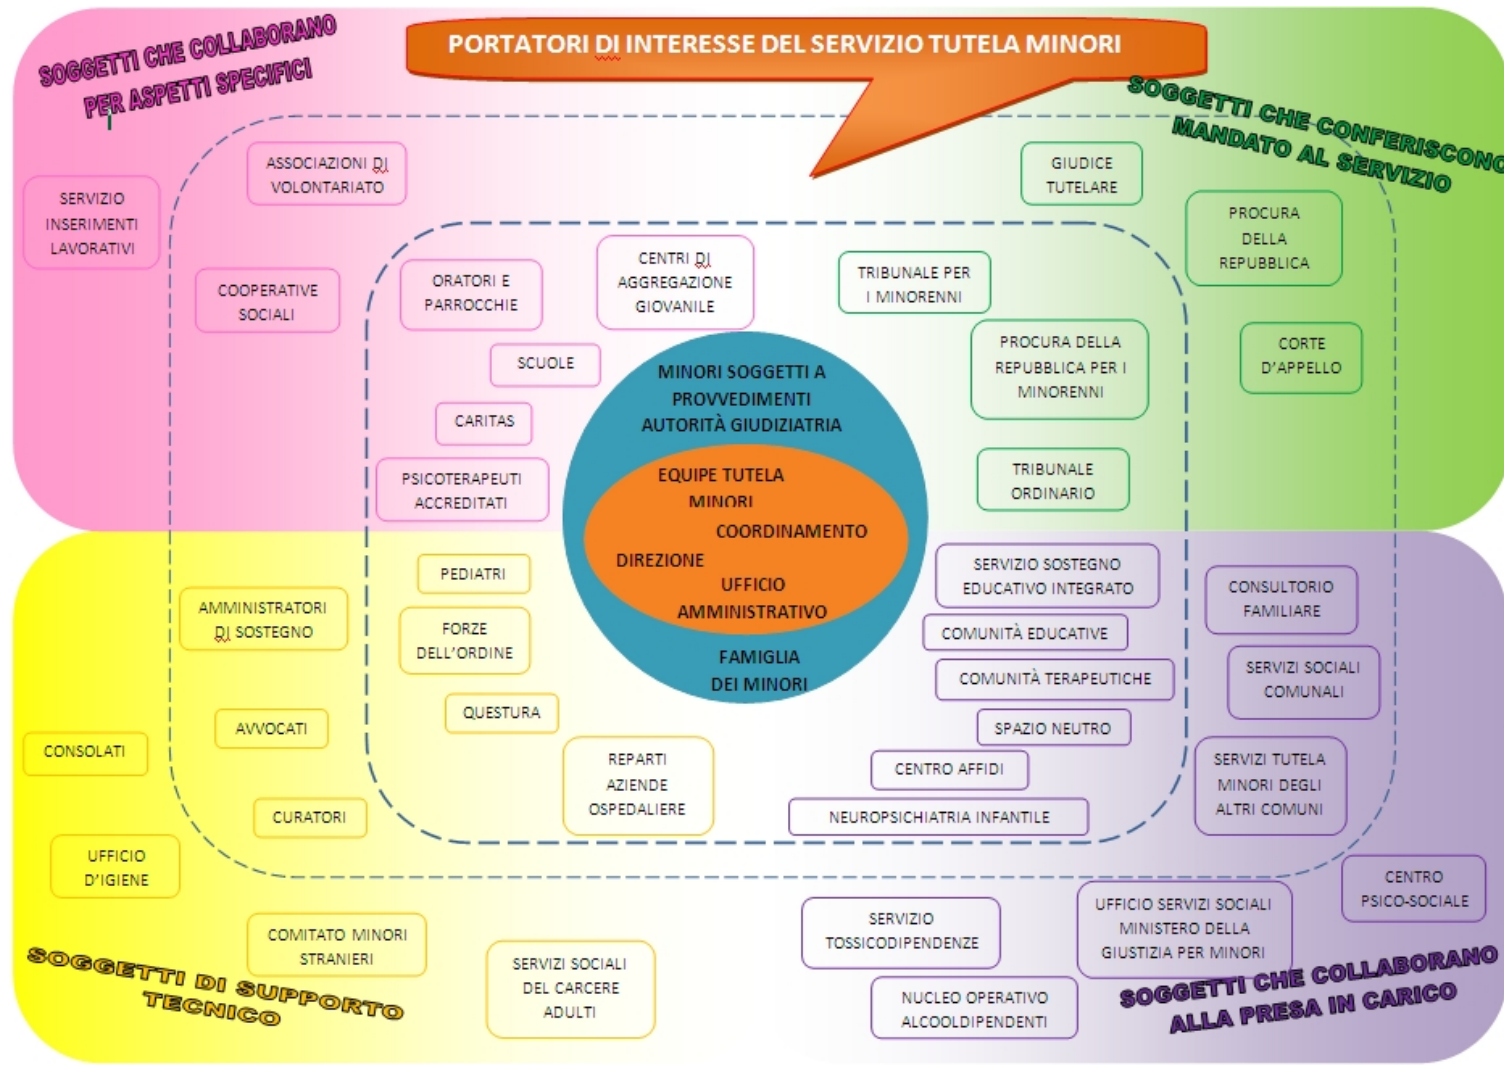 PORTATORI DI INTERESSE DEL SERVIZIO TUTELA MINORI
SOGGETTI CHE COLLABORANO
PER ASPETTI SPECIFICI
SERVIZIO
INSERIMENTI
LAVORATIVI
ASSOCIAZIONI DI
VOLONTARIATO
COOPERATIVE
SOCIALI
ORATORI E
PARROCCHIE
CENTRI DI
AGGREGAZIONE
GIOVANILE
SCUOLE
CARITAS
PSICOTERAPEUTI
ACCREDITATI
SOGGETTI CHE CONFERISCONO
MANDATO AL SERVIZIO
GIUDICE
TUTELARE
PROCURA
DELLA
REPUBBLICA
TRIBUNALE PER
I MINORENNI
PROCURA DELLA
REPUBBLICA PER I
MINORENNI
CORTE
D'APPELLO
TRIBUNALE
ORDINARIO
MINORI SOGGETTI A
PROVVEDIMENTI
AUTORITÀ GIUDIZIATRIA
EQUIPE TUTELA
MINORI
COORDINAMENTO
DIREZIONE
UFFICIO
AMMINISTRATIVO
FAMIGLIA
DEI MINORI
PEDIATRI
AMMINISTRATORI
DI SOSTEGNO
FORZE
DELL'ORDINE
QUESTURA
AVVOCATI
CONSOLATI
REPARTI
AZIENDE
OSPEDALIERE
CURATORI
UFFICIO
D'IGIENE
COMITATO MINORI
STRANIERI
SERVIZI SOCIALI
DEL CARCERE
ADULTI
SOGGETTI DI SUPPORTO
TECNICO
SERVIZIO SOSTEGNO
EDUCATIVO INTEGRATO
CONSULTORIO
FAMILIARE
COMUNITÀ EDUCATIVE
COMUNITÀ TERAPEUTICHE
SERVIZI SOCIALI
COMUNALI
SPAZIO NEUTRO
CENTRO AFFIDI
SERVIZI TUTELA
MINORI DEGLI
ALTRI COMUNI
NEUROPSICHIATRIA INFANTILE
CENTRO
PSICO-SOCIALE
SERVIZIO
TOSSICODIPENDENZE
UFFICIO SERVIZI SOCIALI
MINISTERO DELLA
GIUSTIZIA PER MINORI
NUCLEO OPERATIVO
ALCOOLDIPENDENTI
SOGGETTI CHE COLLABORANO
ALLA PRESA IN CARICO